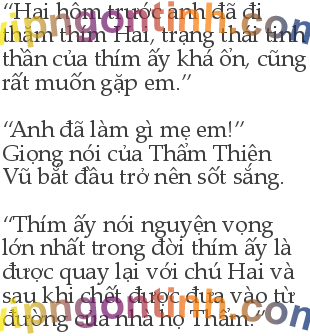 “Hai hôm trước anh đã đi
thăm thím Hai, trạng thái tinh
thần của thím ấy khá ổn, cũng
rất muốn gặp em.”
“Anh đã làm gì mẹ em!”
Giọng nói của Thẩm Thiên
Vũ bắt đầu trở nên sốt sắng.
“Thím ấy nói nguyện vọng
lớn nhất trong đời thím ấy là
được quay lại với chú Hai và
sau khi chết được đưa vào từ
đường của nhà họ Thẩm.”